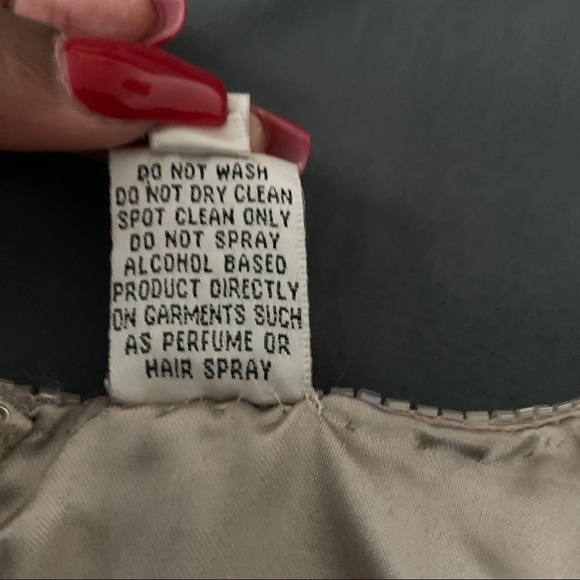 DO NOT WASH
DO NOT DRY CLEAN
SPOT CLEAN ONLY
DO NOT SPRAY
ALCOHOL BASED
PRODUCT DIRECTLY
ON GARMENTS SUCH
AS PERFUME OR
HAIR SPRAY